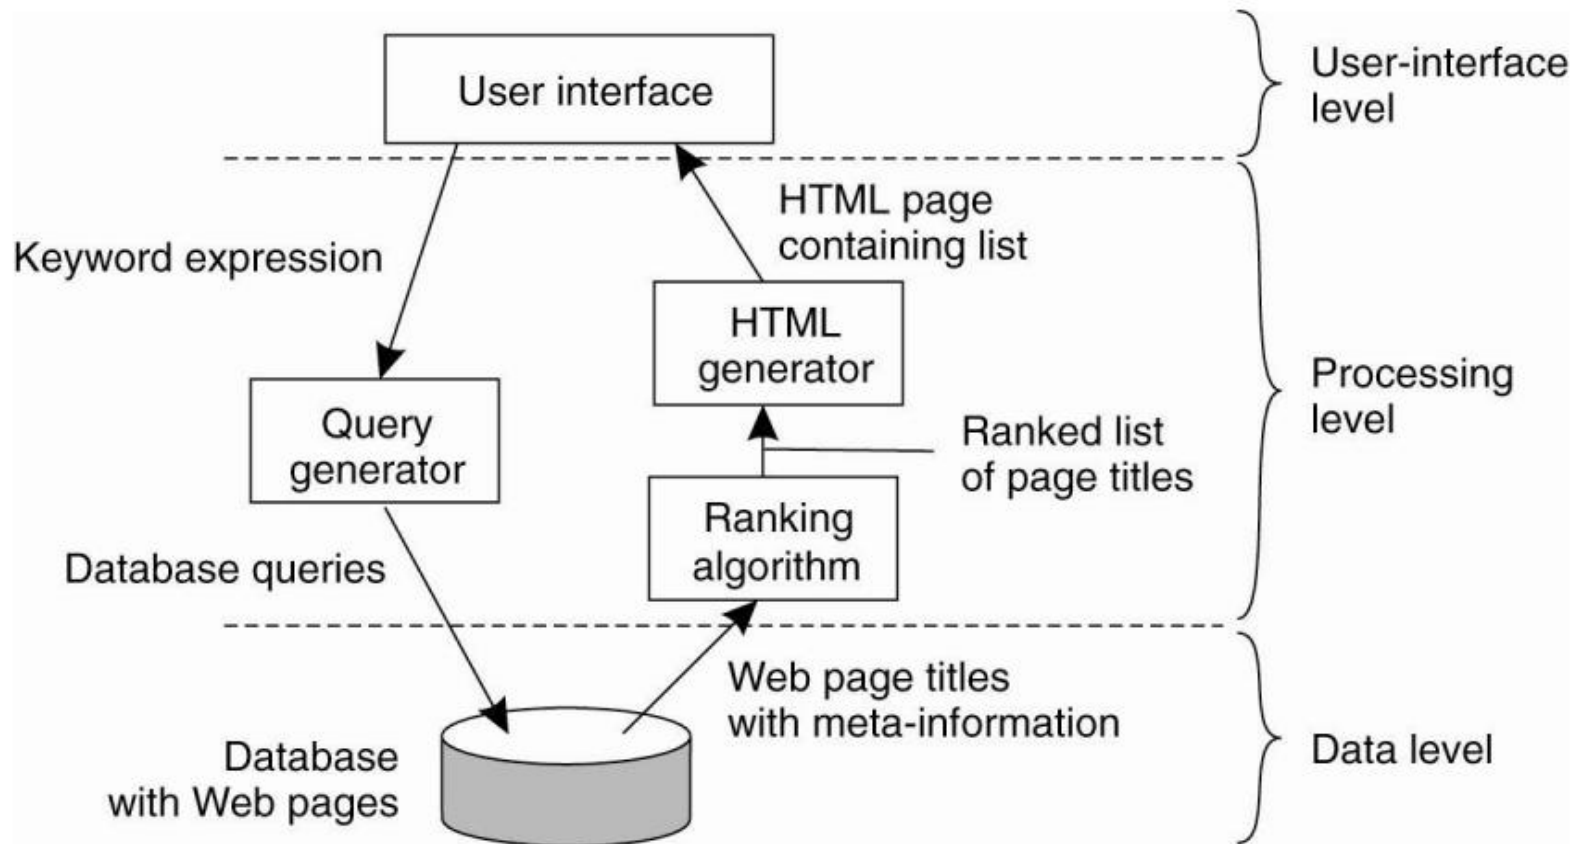 User interface
User-interface
level
HTML page
containing list
Keyword expression
HTML
generator
Processing
level
Query
generator
Ranked list
of page titles
Ranking
algorithm
Database queries
Web page titles
with meta-information
Database
with Web pages
Data level